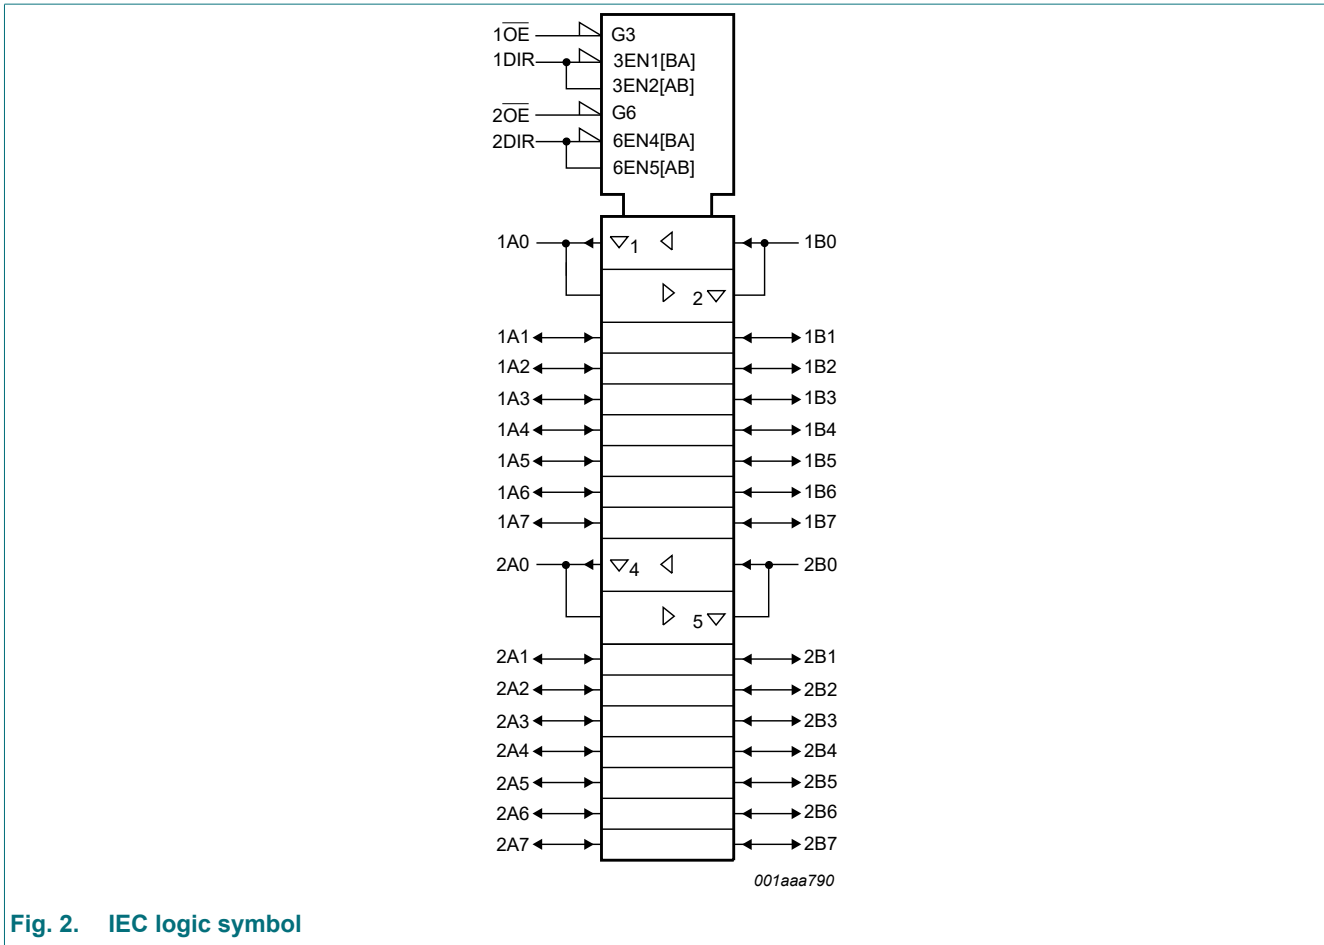 1O̅E̅ G3
1DIR 3EN1[BA]
3EN2[AB]
2O̅E̅ G6
2DIR 6EN4[BA]
6EN5[AB]
1A0 1 1B0
2
1A1 1B1
1A2 1B2
1A3 1B3
1A4 1B4
1A5 1B5
1A6 1B6
1A7 1B7
2A0 4 2B0
5
2A1 2B1
2A2 2B2
2A3 2B3
2A4 2B4
2A5 2B5
2A6 2B6
2A7 2B7
001aaa790
Fig. 2. IEC logic symbol